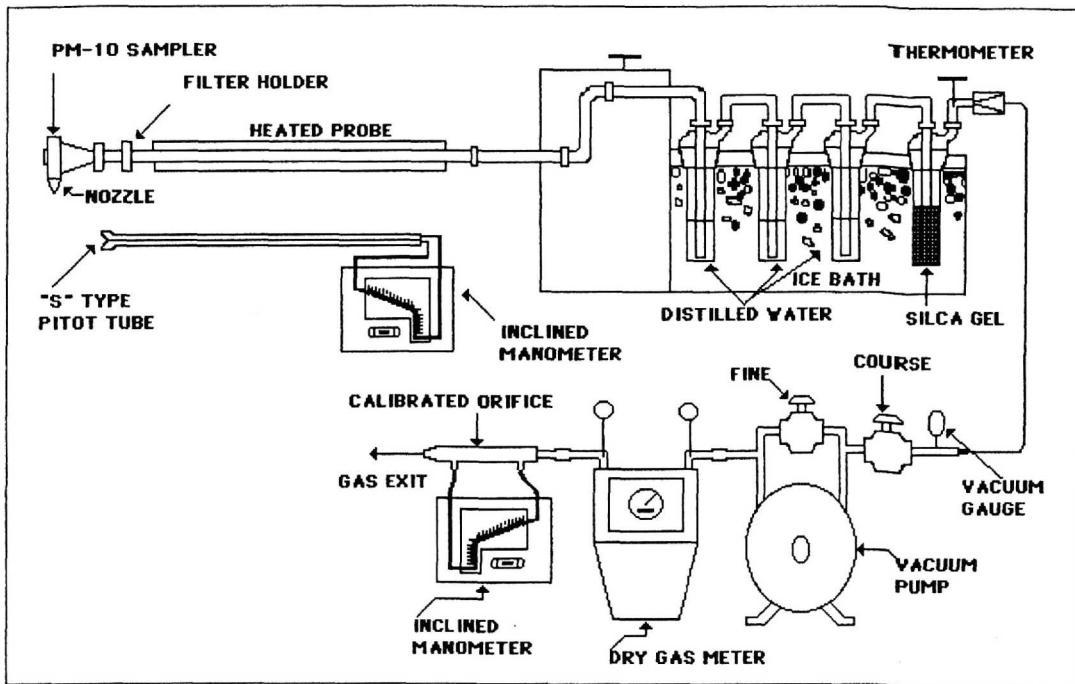 PM-10 SAMPLER
FILTER HOLDER
HEATED PROBE
THERMOMETER
NOZZLE
"S" TYPE
PITOT TUBE
INCLINED
MANOMETER
ICE BATH
DISTILLED WATER
SILCA GEL
FINE
COURSE
CALIBRATED ORIFICE
GAS EXIT
VACUUM
GAUGE
VACUUM
PUMP
INCLINED
MANOMETER
DRY GAS METER